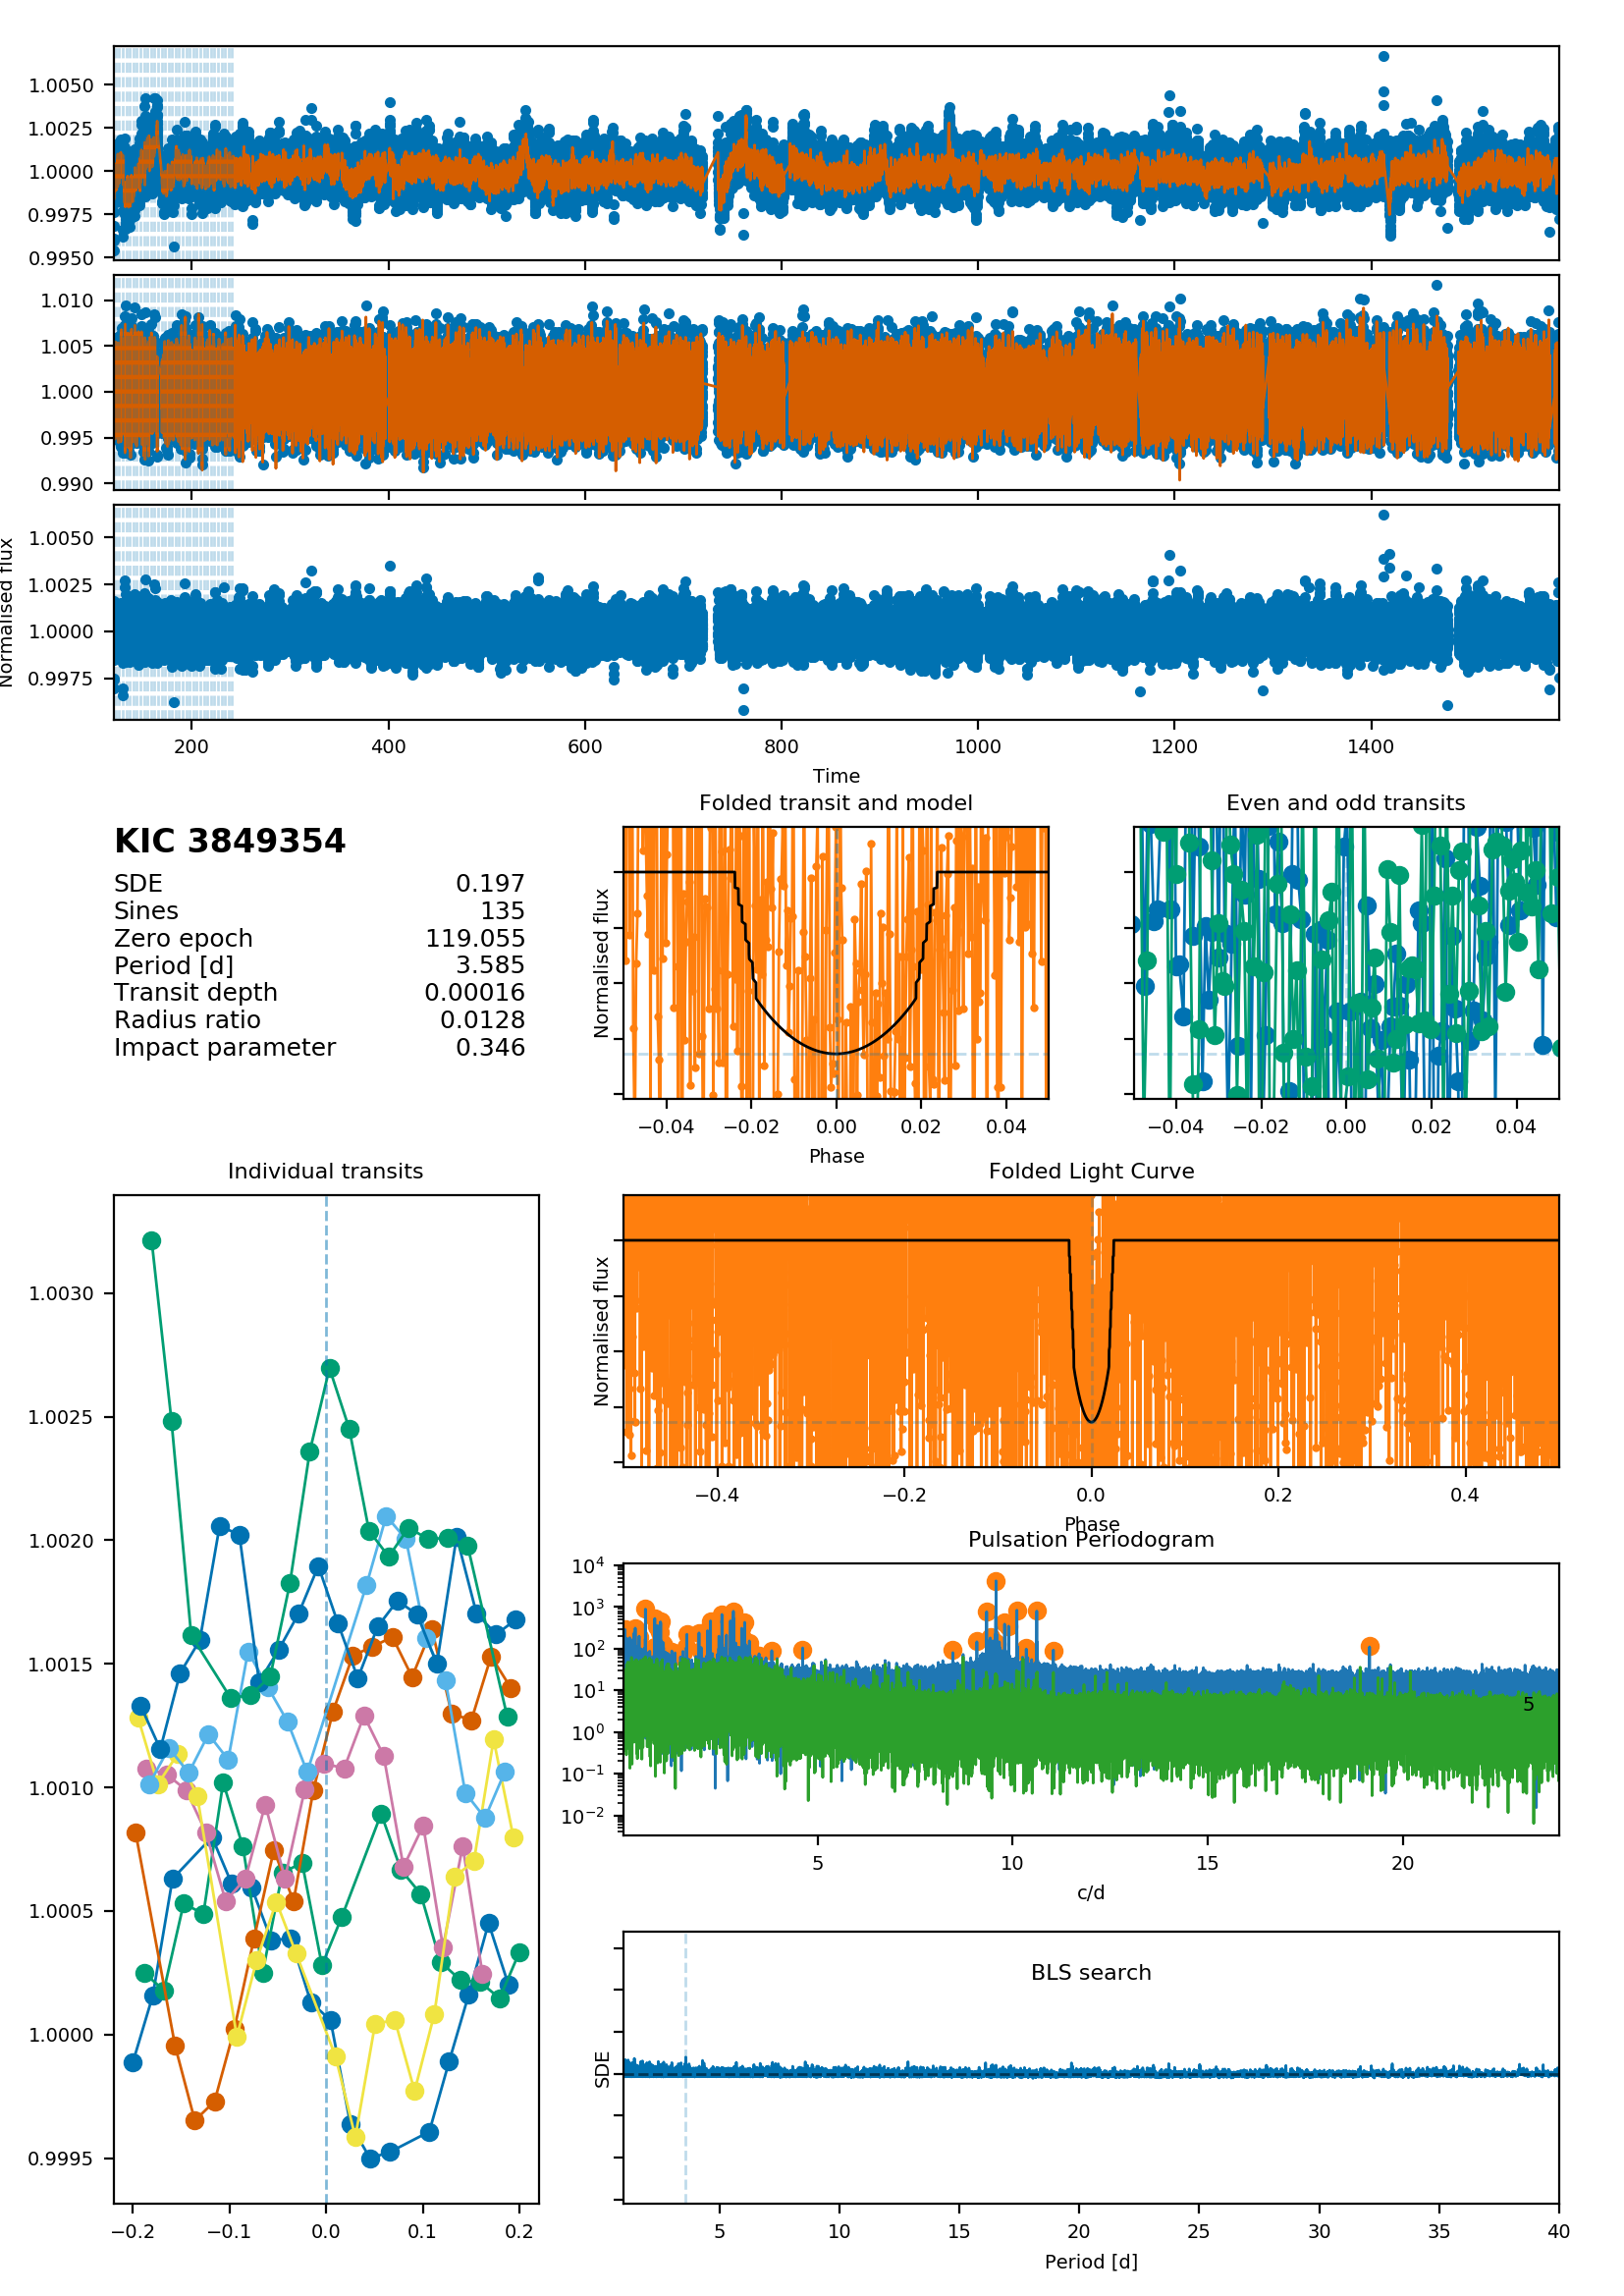 1.0050
1.0025
1.0000
0.9975
0.9950
1.010
1.005
1.000
0.995
0.990
1.0050
1.0025
1.0000
0.9975
Normalised flux
200 400 600 800 1000 1200 1400
Time
KIC 3849354
SDE 0.197
Sines 135
Zero epoch 119.055
Period [d] 3.585
Transit depth 0.00016
Radius ratio 0.0128
Impact parameter 0.346
Folded transit and model
Normalised flux
−0.04 −0.02 0.00 0.02 0.04
Phase
Even and odd transits
−0.04 −0.02 0.00 0.02 0.04
Individual transits
1.0030
1.0025
1.0020
1.0015
1.0010
1.0005
1.0000
0.9995
−0.2 −0.1 0.0 0.1 0.2
Folded Light Curve
Normalised flux
−0.4 −0.2 0.0 0.2 0.4
Phase
Pulsation Periodogram
10⁴
10³
10²
10¹
10⁰
10⁻¹
10⁻²
5
5 10 15 20
c/d
BLS search
SDE
5 10 15 20 25 30 35 40
Period [d]